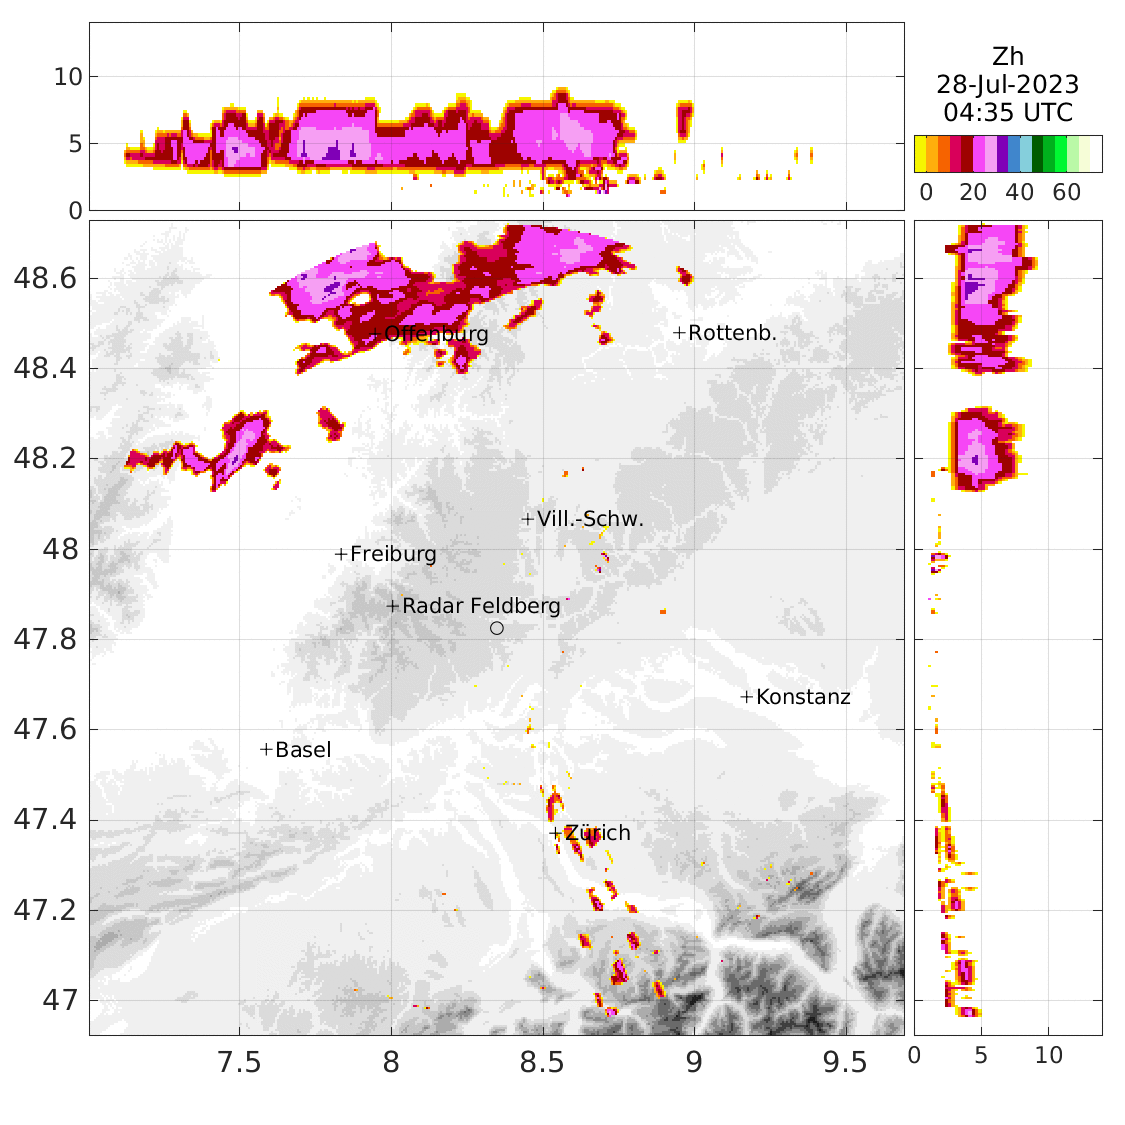 10
5
0
Zh
28-Jul-2023
04:35 UTC
0 20 40 60
48.6
48.4
48.2
48
47.8
47.6
47.4
47.2
47
Offenburg
Rottenb.
Vill.-Schw.
Freiburg
Radar Feldberg
Konstanz
Basel
Zürich
7.5 8 8.5 9 9.5
0 5 10